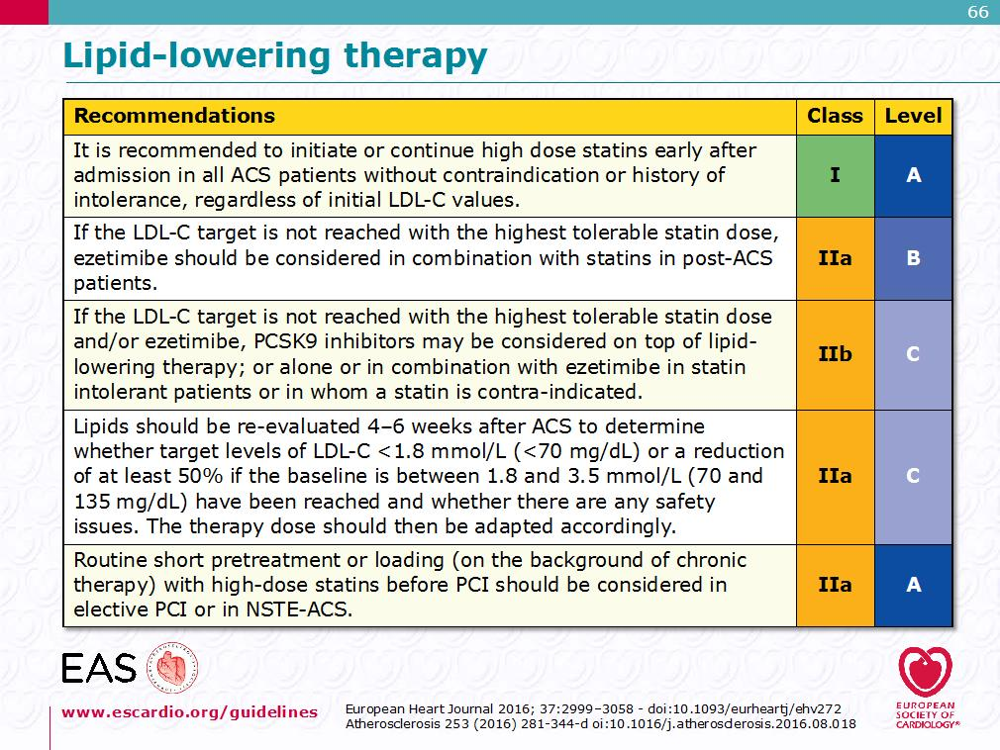 66
Lipid-lowering therapy
Recommendations Class Level
It is recommended to initiate or continue high dose statins early after
admission in all ACS patients without contraindication or history of
intolerance, regardless of initial LDL-C values.
I A
If the LDL-C target is not reached with the highest tolerable statin dose,
ezetimibe should be considered in combination with statins in post-ACS
patients.
IIa B
If the LDL-C target is not reached with the highest tolerable statin dose
and/or ezetimibe, PCSK9 inhibitors may be considered on top of lipid-
lowering therapy; or alone or in combination with ezetimibe in statin
intolerant patients or in whom a statin is contra-indicated.
IIb C
Lipids should be re-evaluated 4–6 weeks after ACS to determine
whether target levels of LDL-C <1.8 mmol/L (<70 mg/dL) or a reduction
of at least 50% if the baseline is between 1.8 and 3.5 mmol/L (70 and
135 mg/dL) have been reached and whether there are any safety
issues. The therapy dose should then be adapted accordingly.
IIa C
Routine short pretreatment or loading (on the background of chronic
therapy) with high-dose statins before PCI should be considered in
elective PCI or in NSTE-ACS.
IIa A
EAS
www.escardio.org/guidelines
European Heart Journal 2016; 37:2999–3058 - doi:10.1093/eurheartj/ehv272
Atherosclerosis 253 (2016) 281-344-d oi:10.1016/j.atherosclerosis.2016.08.018
EUROPEAN
SOCIETY OF
CARDIOLOGY®